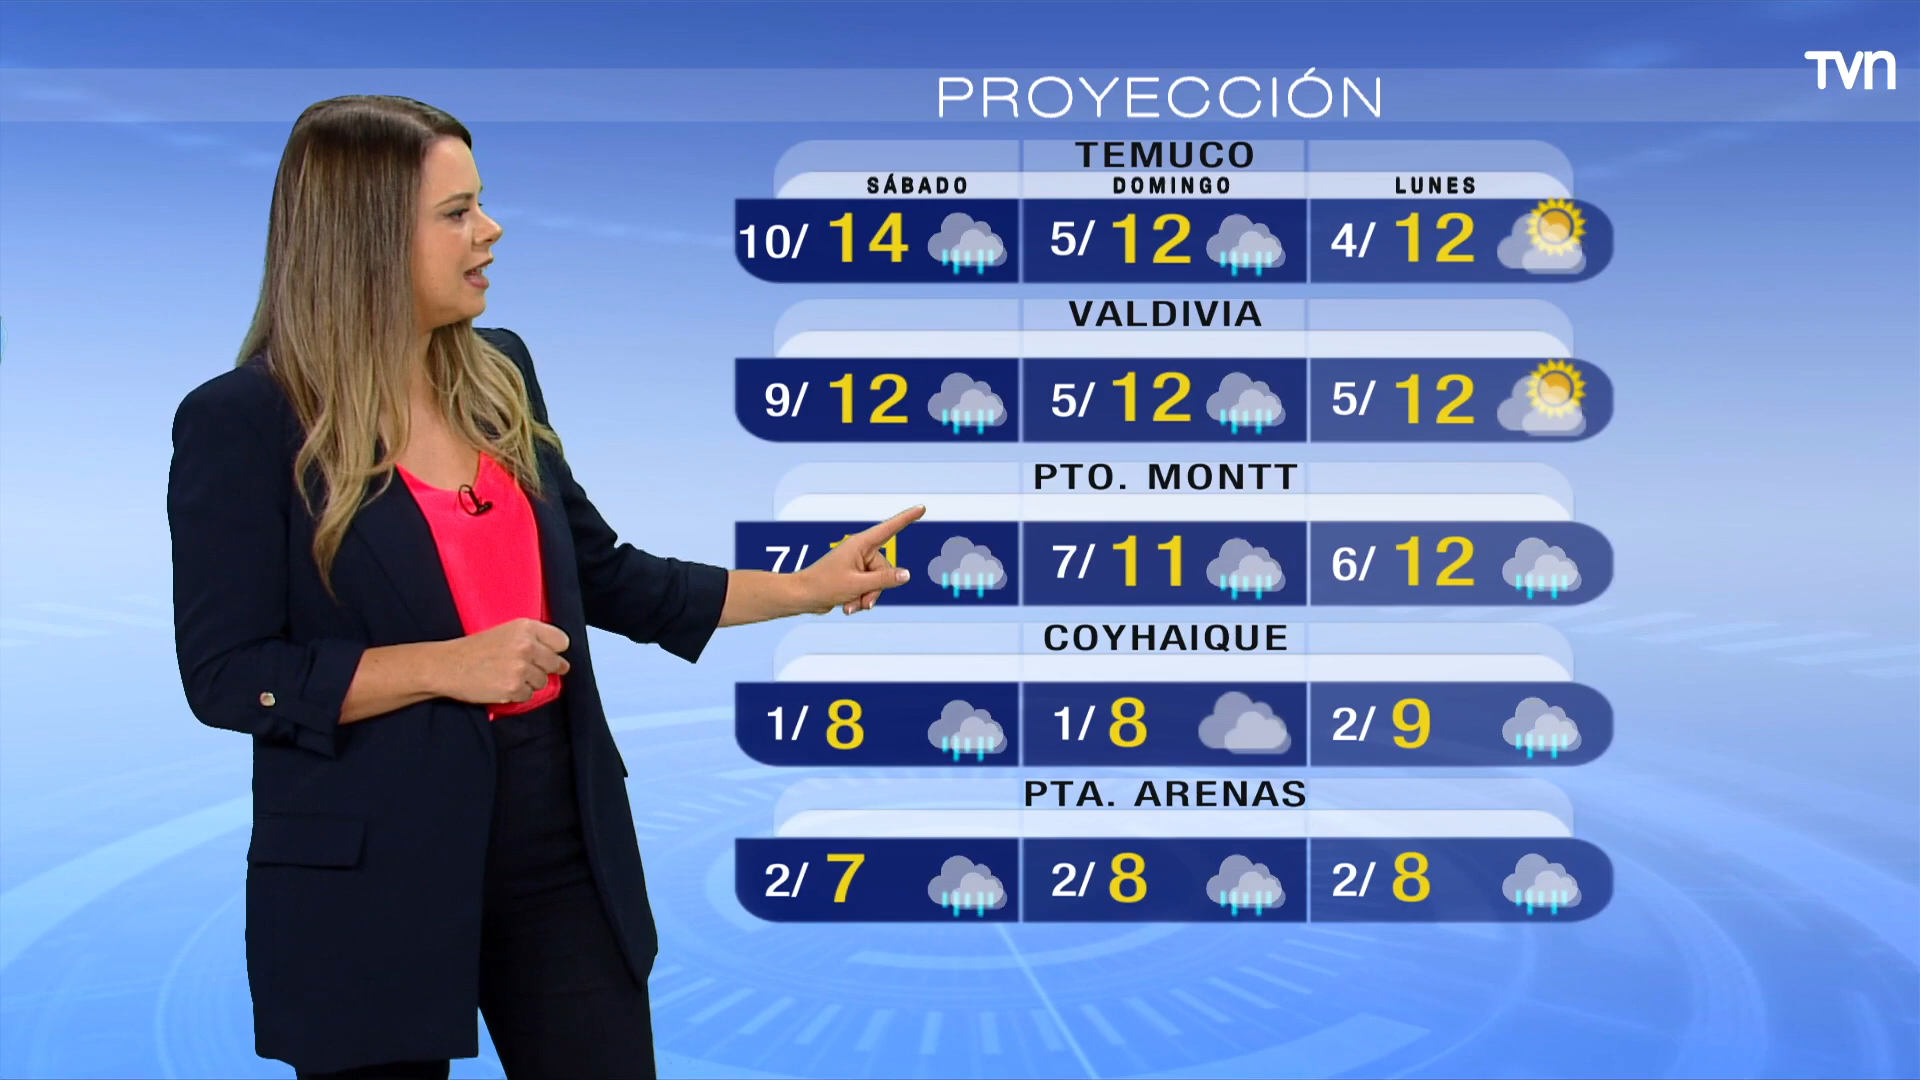 TVN
PROYECCIÓN
TEMUCO
SÁBADO DOMINGO LUNES
10/ 14 5/ 12 4/ 12
VALDIVIA
9/ 12 5/ 12 5/ 12
PTO. MONTT
7/ 7/ 11 6/ 12
COYHAIQUE
1/ 8 1/ 8 2/ 9
PTA. ARENAS
2/ 7 2/ 8 2/ 8